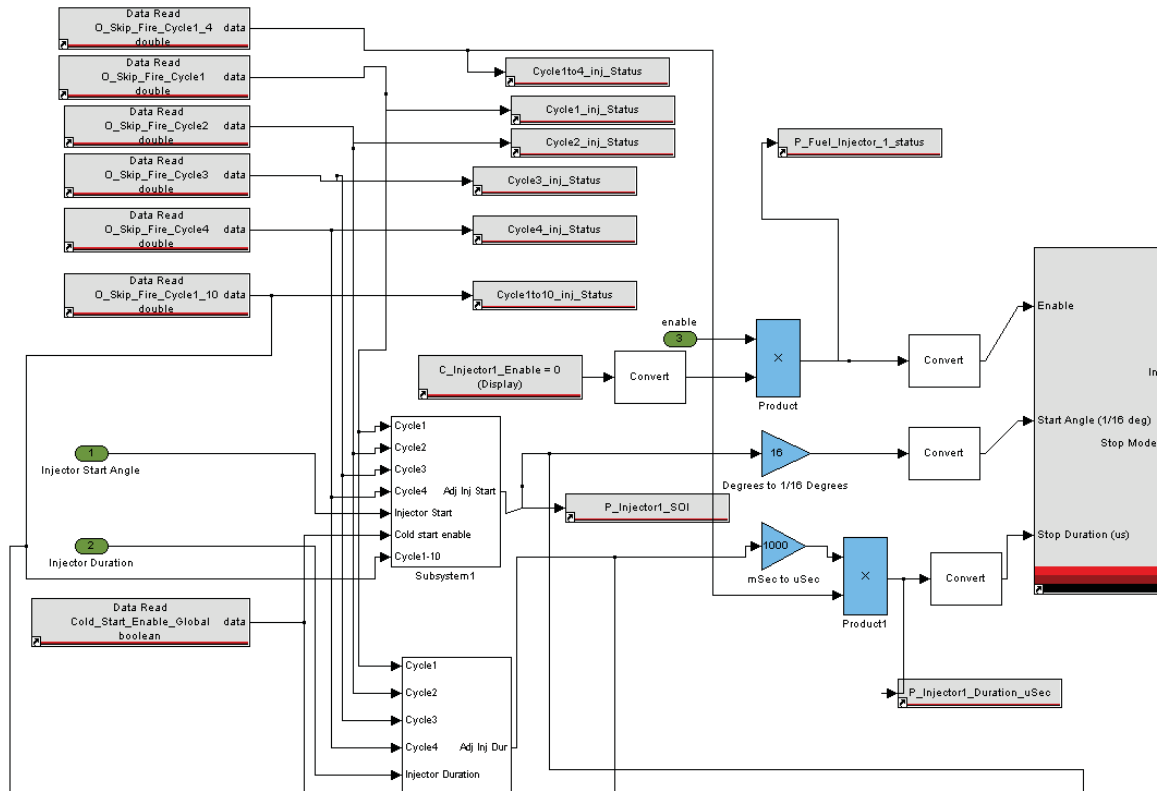 Data Read
O_Skip_Fire_Cycle1_4 data
double
Data Read
O_Skip_Fire_Cycle1 data
double
Data Read
O_Skip_Fire_Cycle2 data
double
Data Read
O_Skip_Fire_Cycle3 data
double
Data Read
O_Skip_Fire_Cycle4 data
double
Data Read
O_Skip_Fire_Cycle1_10 data
double
Cycle1to4_inj_Status
Cycle1_inj_Status
Cycle2_inj_Status
Cycle3_inj_Status
Cycle4_inj_Status
Cycle1to10_inj_Status
P_Fuel_Injector_1_status
enable
3
C_Injector1_Enable = 0
(Display)
Convert
×
Product
Convert
Enable
In
Start Angle (1/16 deg)
Stop Mode
Stop Duration (us)
1
Injector Start Angle
2
Injector Duration
Cycle1
Cycle2
Cycle3
Cycle4 Adj Inj Start
Injector Start
Cold start enable
Cycle1-10
Subsystem1
16
Degrees to 1/16 Degrees
Convert
P_Injector1_SOI
1000
mSec to uSec
×
Product1
Convert
P_Injector1_Duration_uSec
Data Read
Cold_Start_Enable_Global data
boolean
Cycle1
Cycle2
Cycle3
Cycle4 Adj Inj Dur
Injector Duration